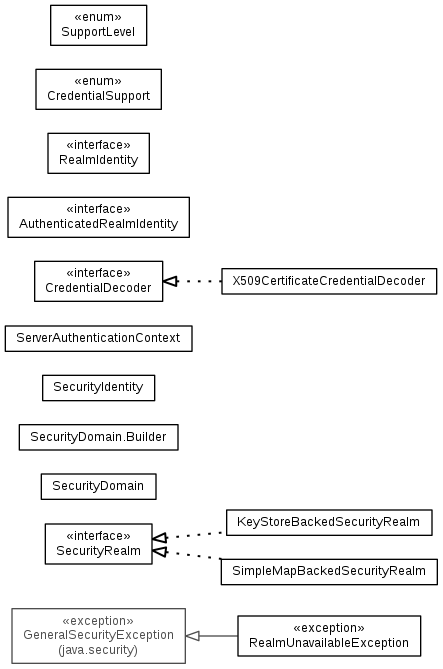 «enum»
SupportLevel
«enum»
CredentialSupport
«interface»
RealmIdentity
«interface»
AuthenticatedRealmIdentity
«interface»
CredentialDecoder
X509CertificateCredentialDecoder
ServerAuthenticationContext
SecurityIdentity
SecurityDomain.Builder
SecurityDomain
«interface»
SecurityRealm
KeyStoreBackedSecurityRealm
SimpleMapBackedSecurityRealm
«exception»
GeneralSecurityException
(java.security)
«exception»
RealmUnavailableException